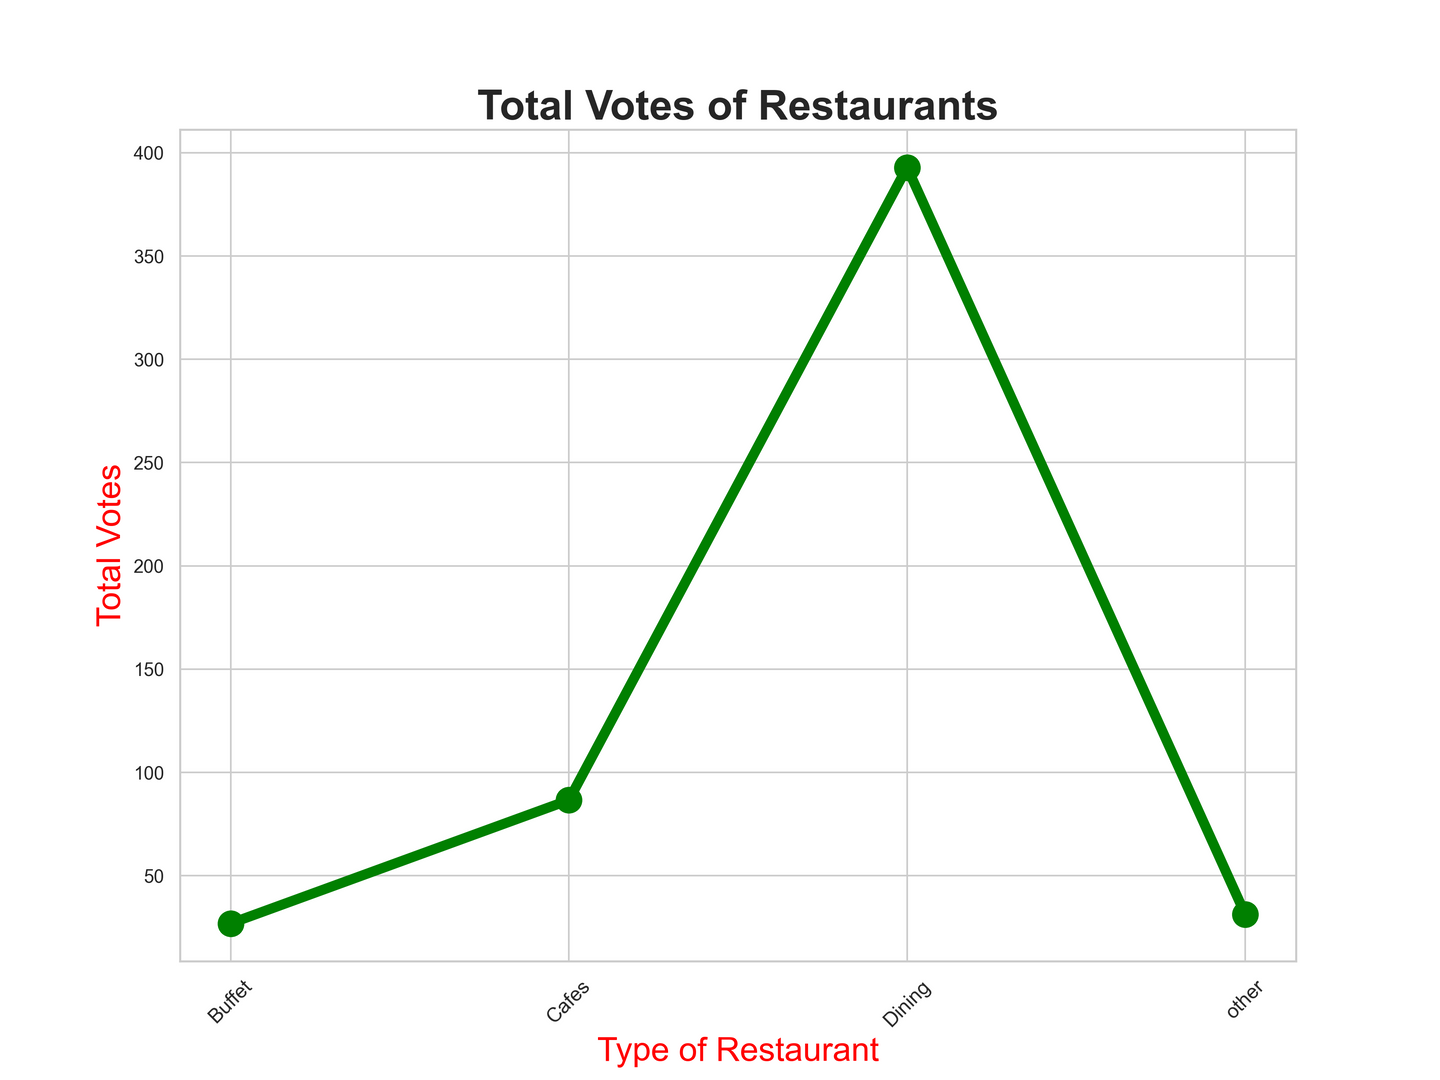 Total Votes of Restaurants
400
350
300
250
200
150
100
50
Total Votes
Buffet
Cafes
Dining
other
Type of Restaurant